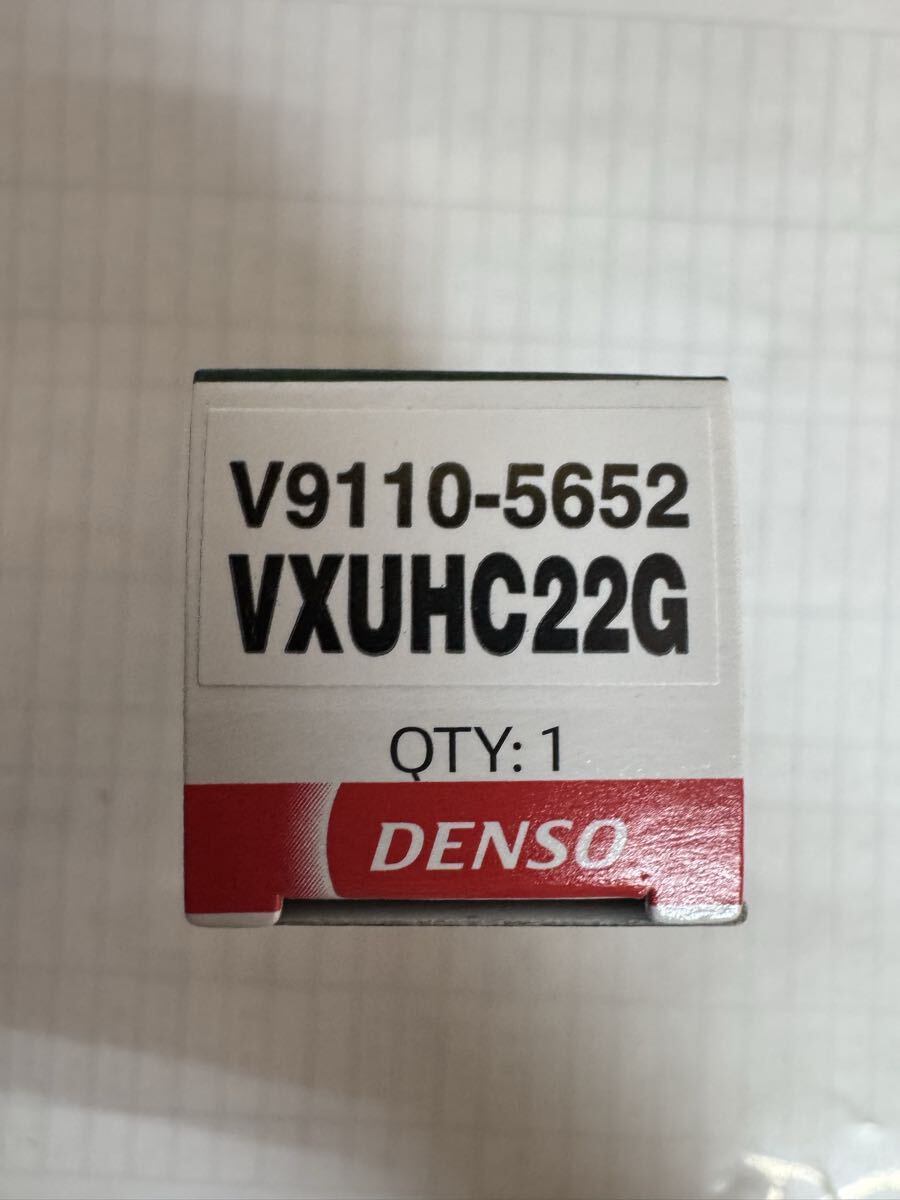 V9110-5652
VXUHC22G
QTY: 1
DENSO